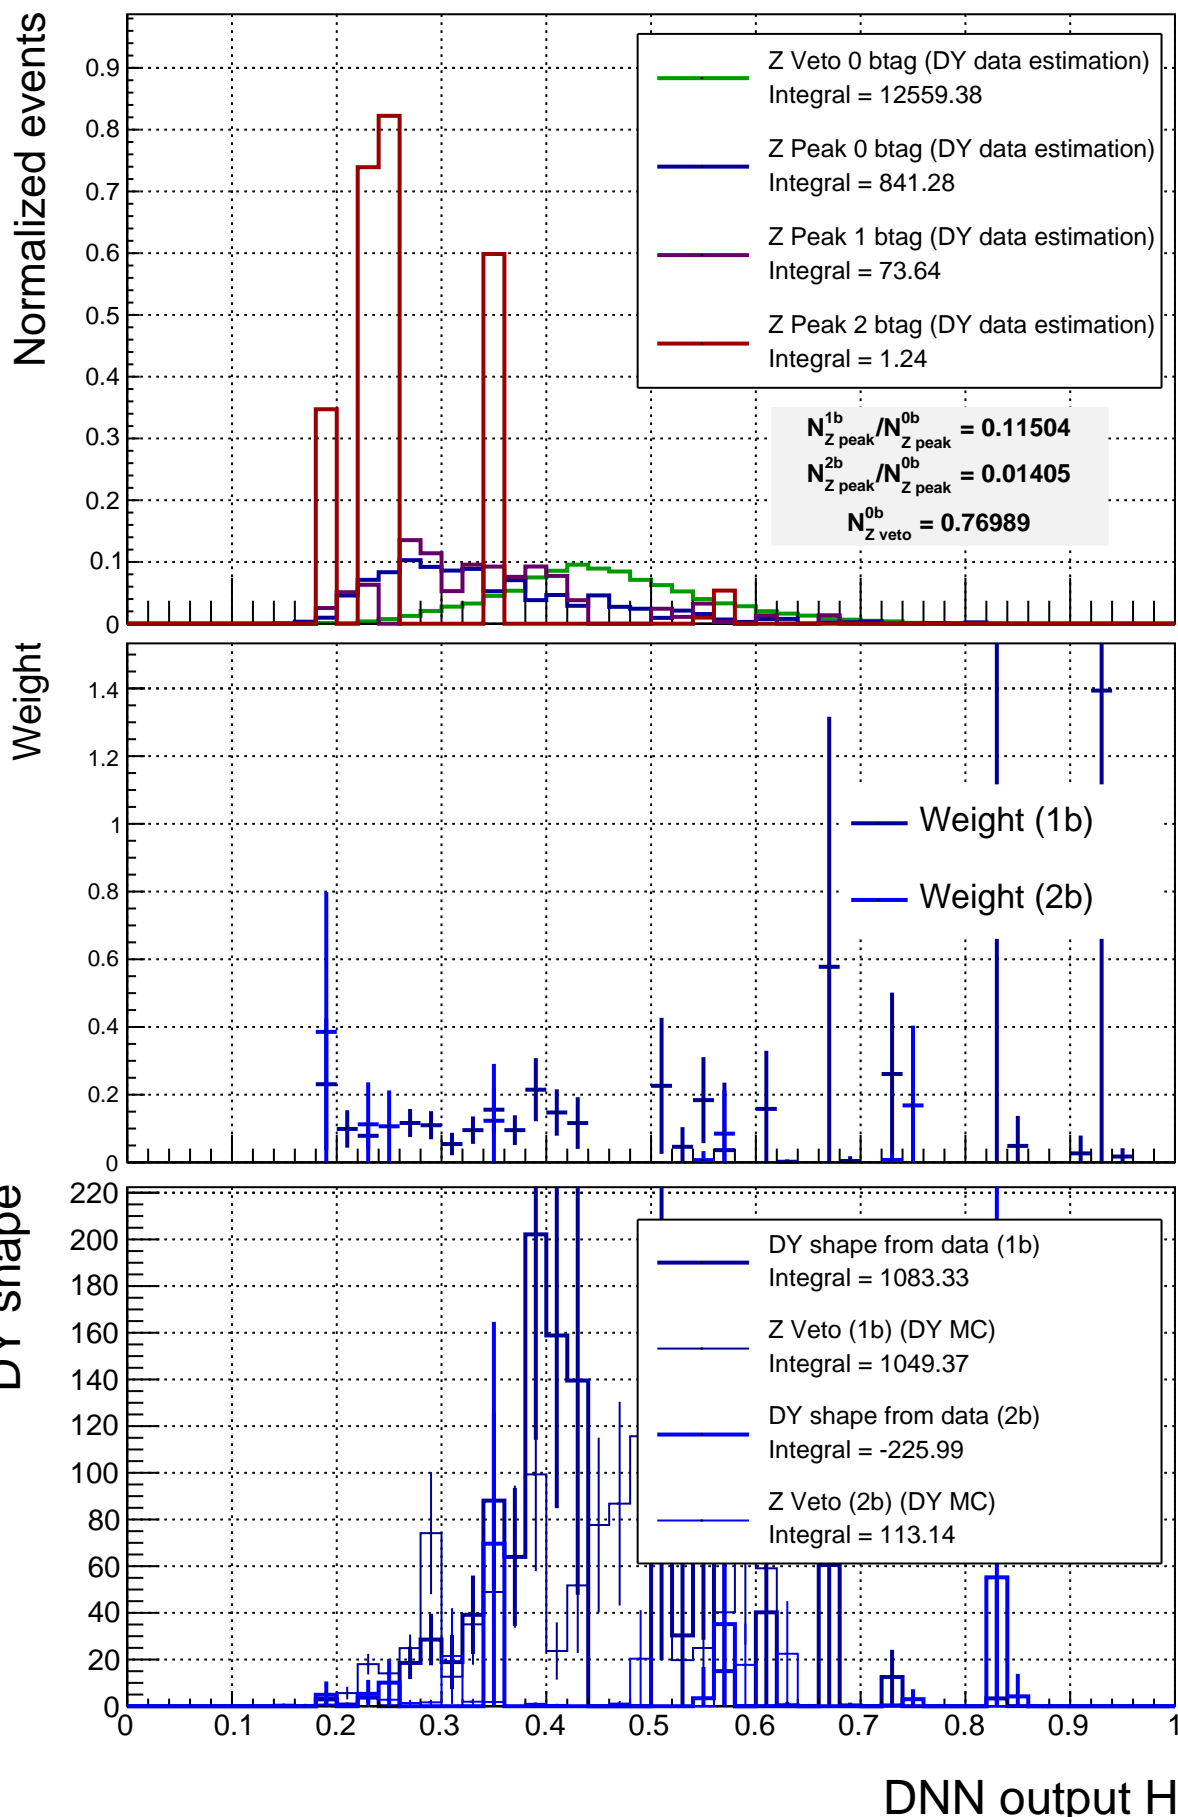 Normalized events
0.9
0.8
0.7
0.6
0.5
0.4
0.3
0.2
0.1
0
Z Veto 0 btag (DY data estimation)
Integral = 12559.38
Z Peak 0 btag (DY data estimation)
Integral = 841.28
Z Peak 1 btag (DY data estimation)
Integral = 73.64
Z Peak 2 btag (DY data estimation)
Integral = 1.24
N^{1b}_{Z peak}/N^{0b}_{Z peak} = 0.11504
N^{2b}_{Z peak}/N^{0b}_{Z peak} = 0.01405
N^{0b}_{Z veto} = 0.76989
Weight
1.4
1.2
1
0.8
0.6
0.4
0.2
0
Weight (1b)
Weight (2b)
DY shape
220
200
180
160
140
120
100
80
60
40
20
0
DY shape from data (1b)
Integral = 1083.33
Z Veto (1b) (DY MC)
Integral = 1049.37
DY shape from data (2b)
Integral = -225.99
Z Veto (2b) (DY MC)
Integral = 113.14
0 0.1 0.2 0.3 0.4 0.5 0.6 0.7 0.8 0.9 1
DNN output H